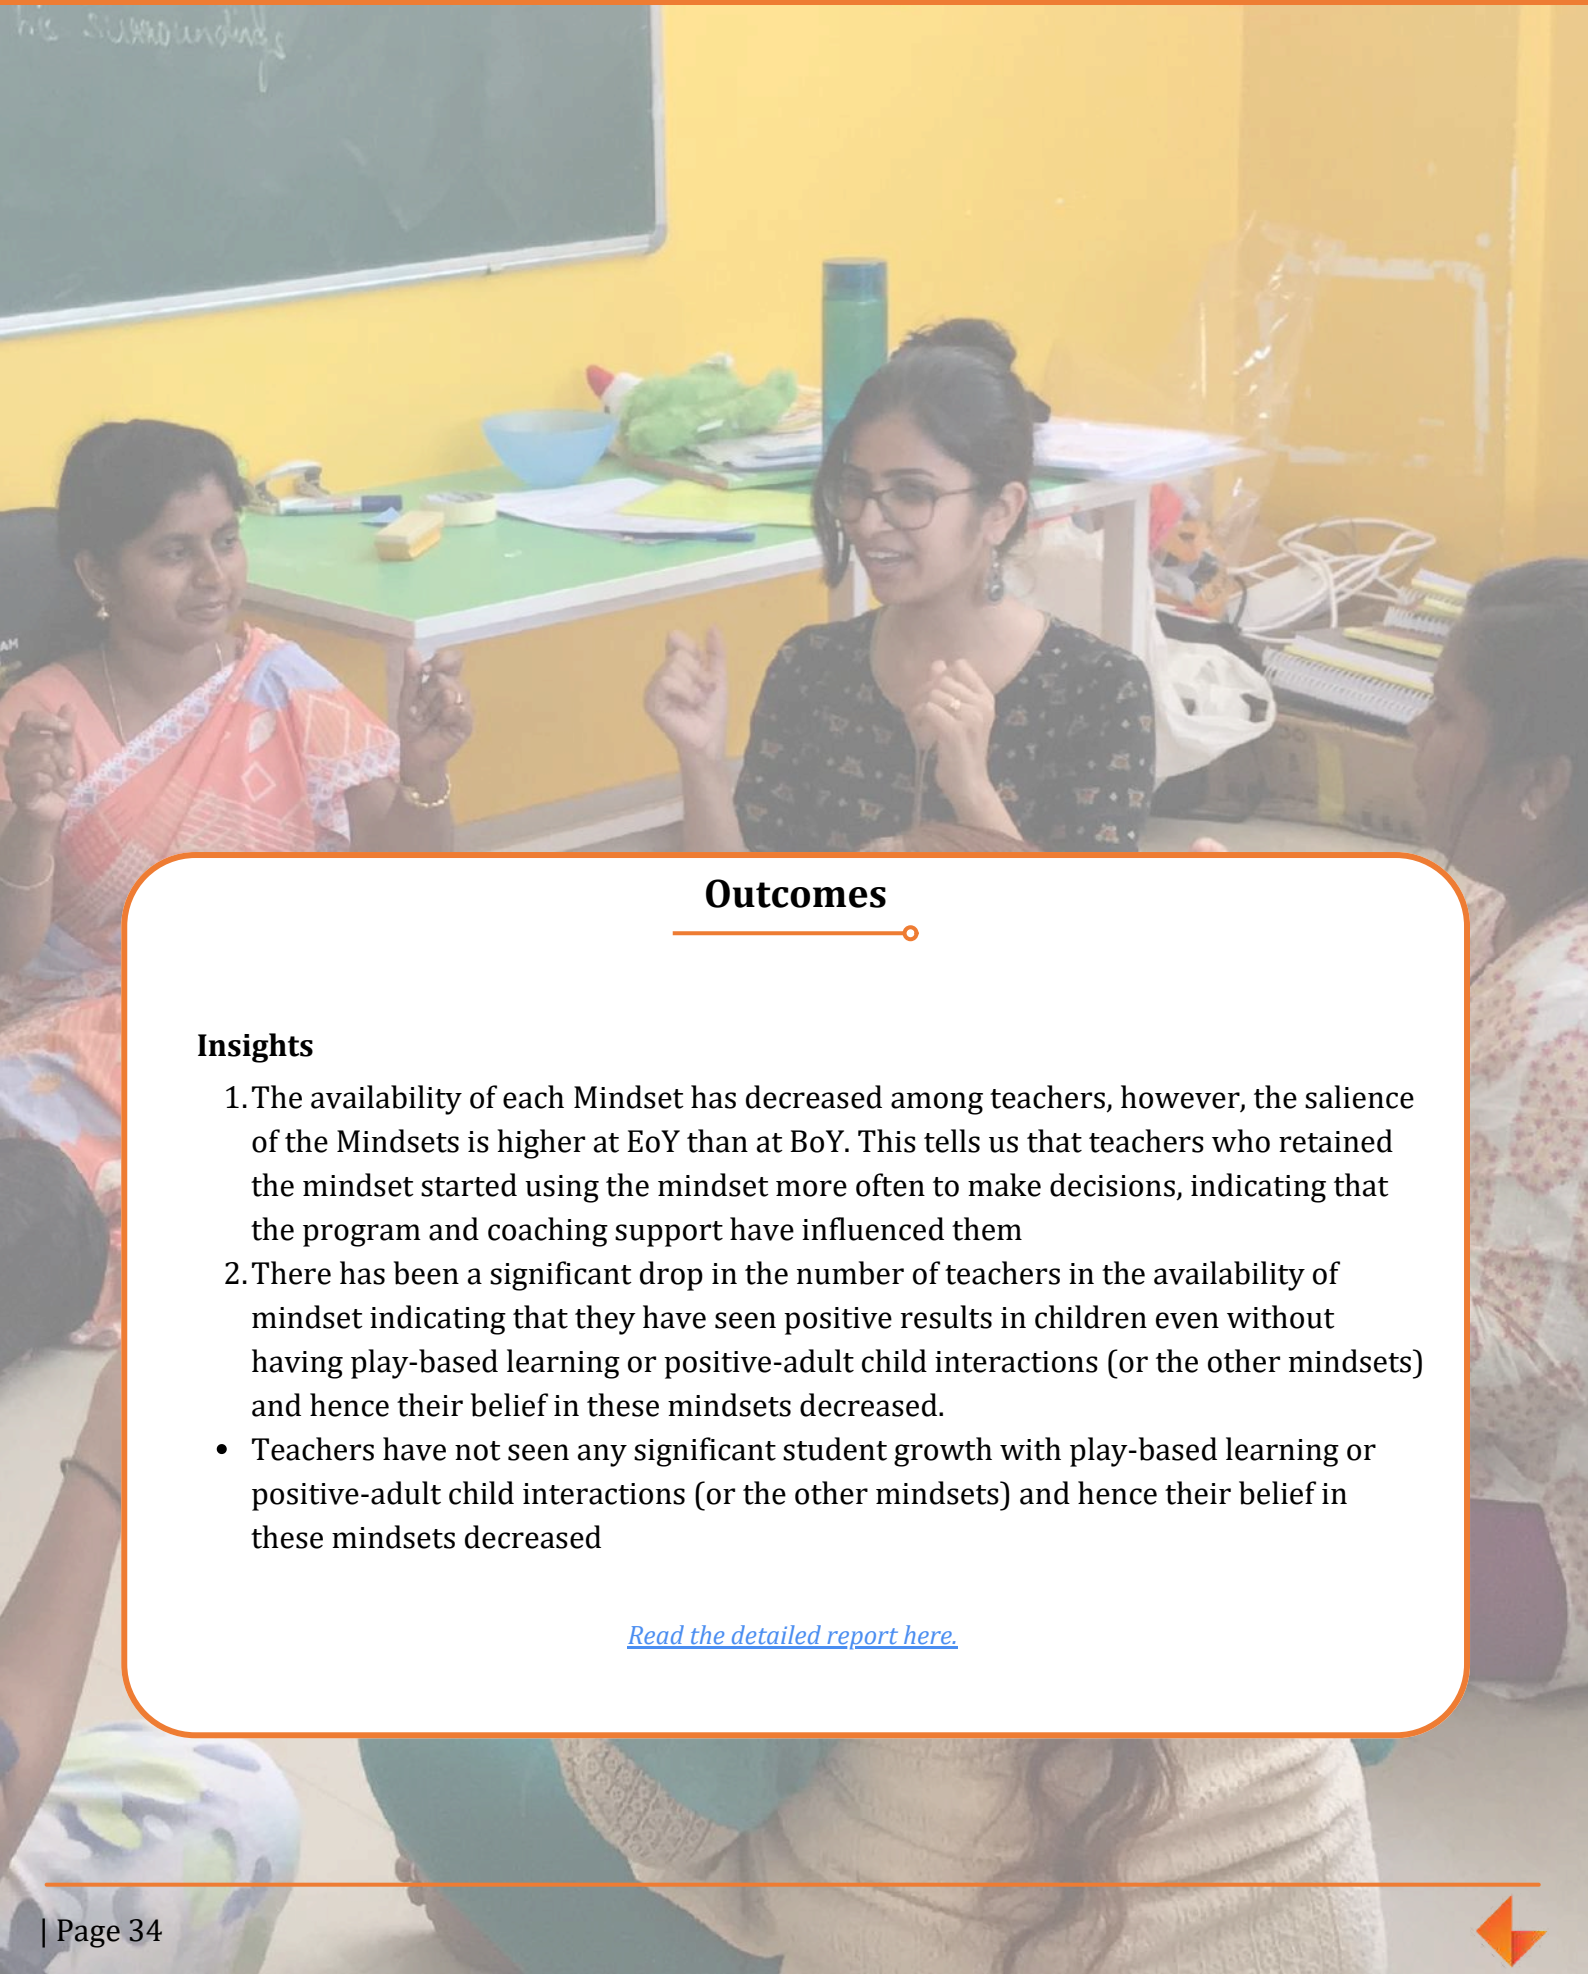 in surroundings
Outcomes
Insights
1. The availability of each Mindset has decreased among teachers, however, the salience
of the Mindsets is higher at EoY than at BoY. This tells us that teachers who retained
the mindset started using the mindset more often to make decisions, indicating that
the program and coaching support have influenced them
2. There has been a significant drop in the number of teachers in the availability of
mindset indicating that they have seen positive results in children even without
having play-based learning or positive-adult child interactions (or the other mindsets)
and hence their belief in these mindsets decreased.
• Teachers have not seen any significant student growth with play-based learning or
positive-adult child interactions (or the other mindsets) and hence their belief in
these mindsets decreased
Read the detailed report here.
| Page 34